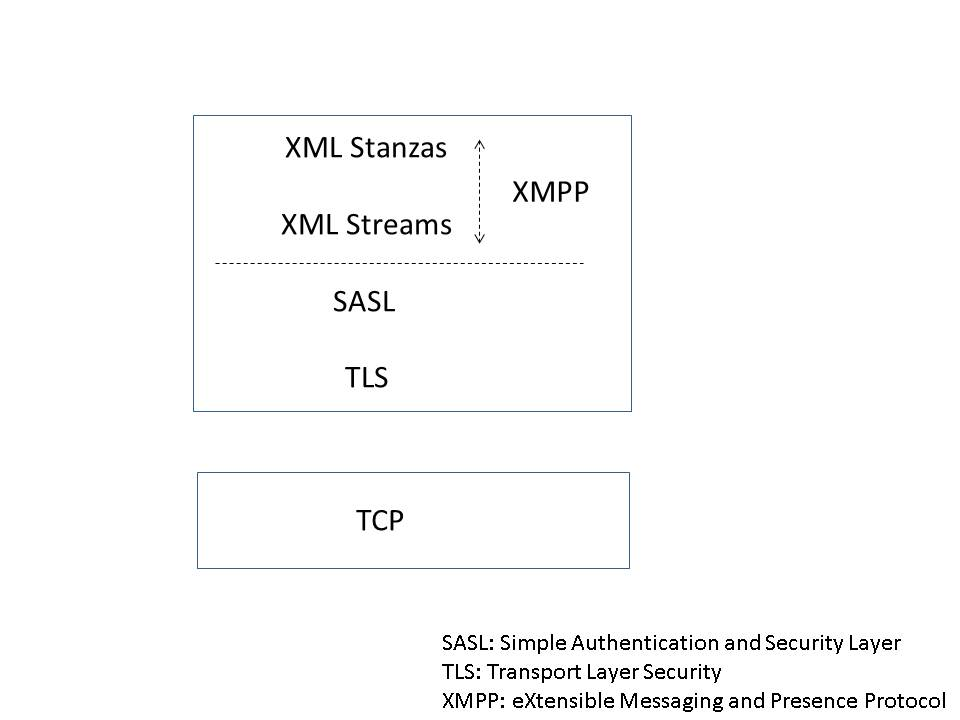 XML Stanzas
XMPP
XML Streams
SASL
TLS
TCP
SASL: Simple Authentication and Security Layer
TLS: Transport Layer Security
XMPP: eXtensible Messaging and Presence Protocol